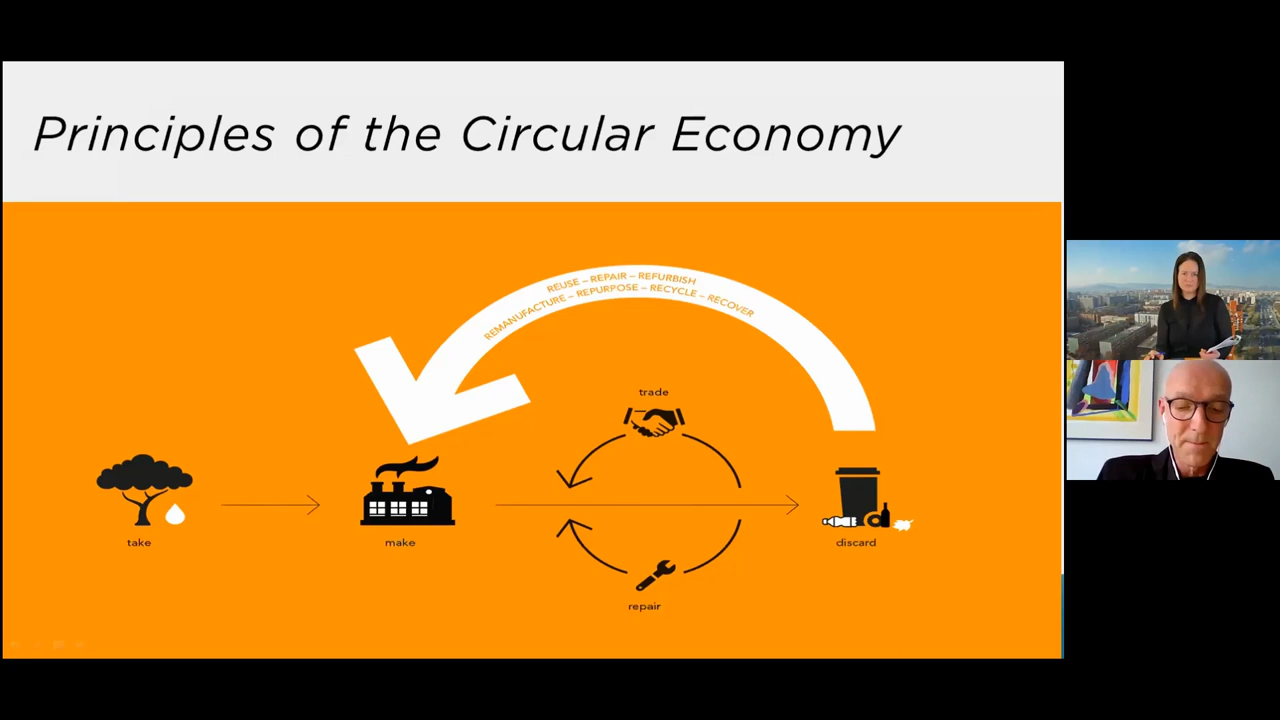 Principles of the Circular Economy
REUSE – REPAIR – REFURBISH
REMANUFACTURE – REPURPOSE – RECYCLE – RECOVER
trade
take
make
discard
repair